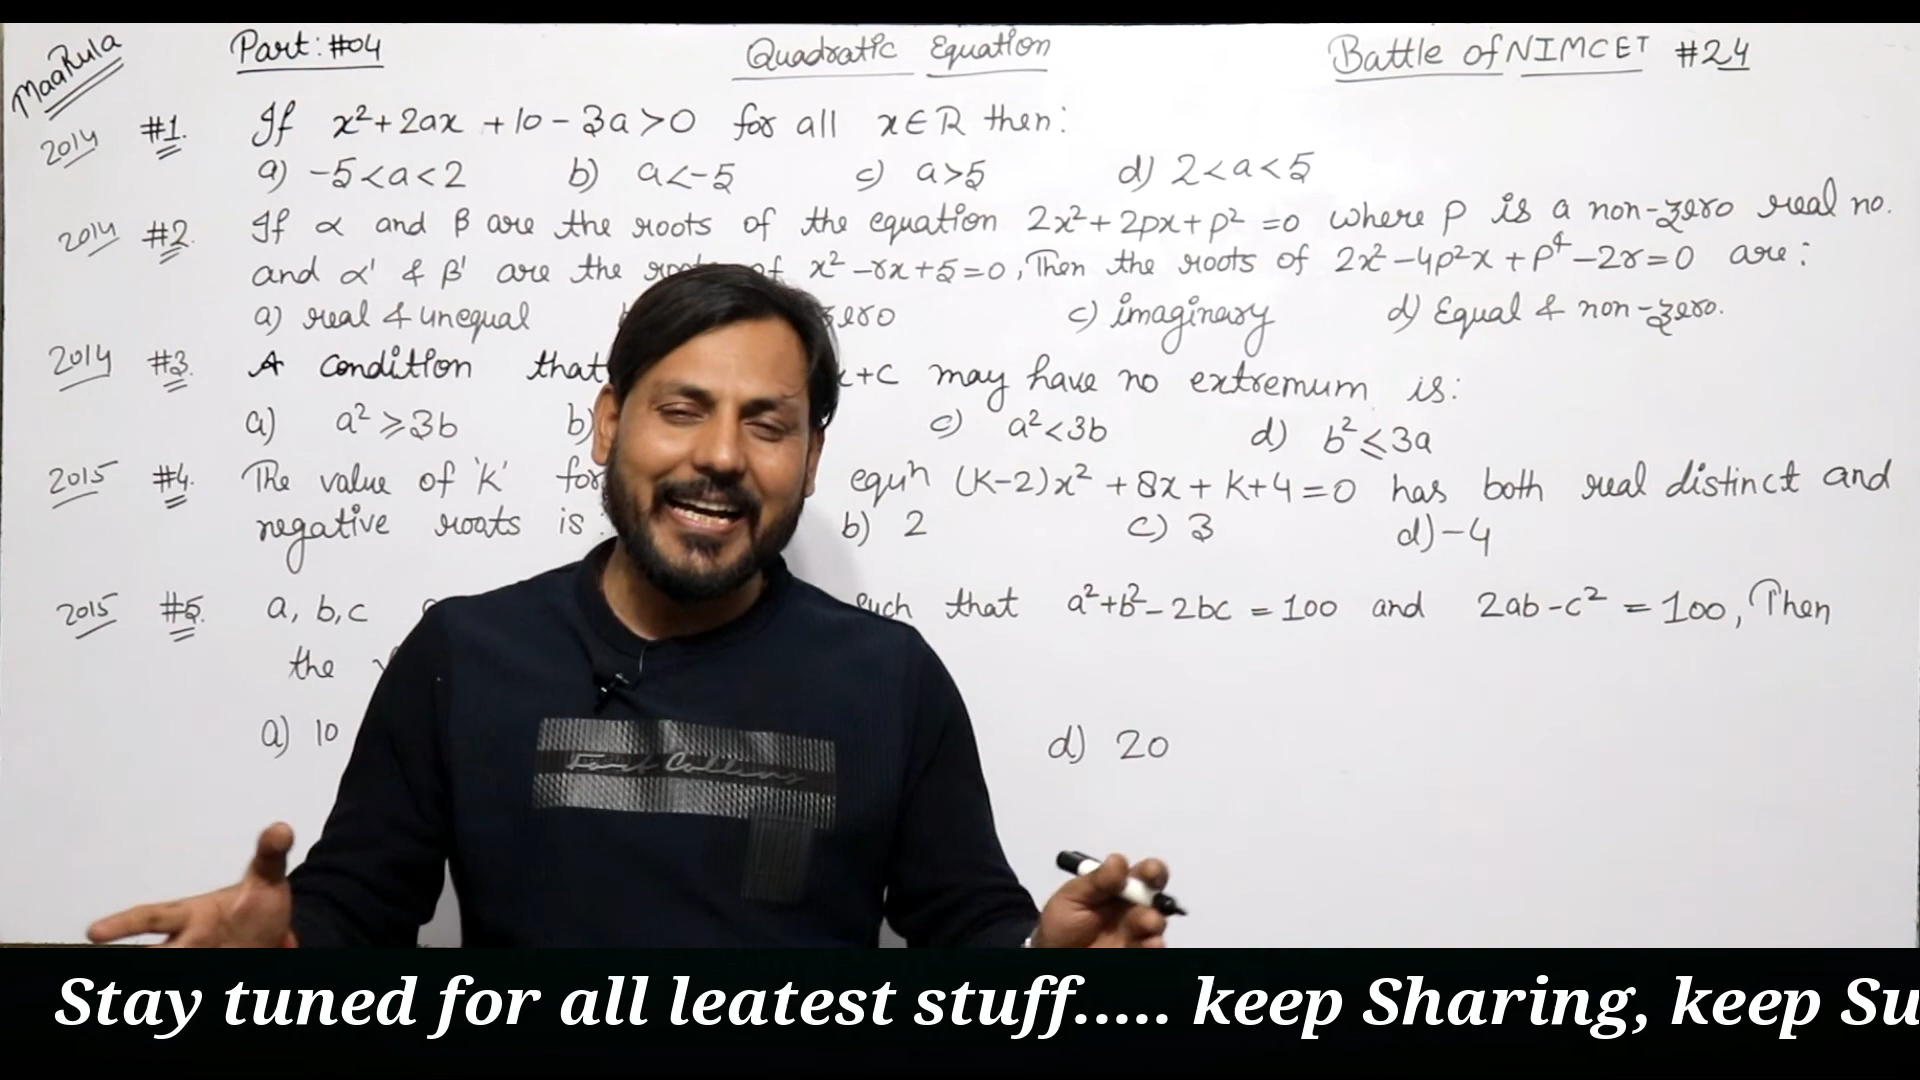 MaaRula
Part:#04 Quadratic Equation Battle of NIMCET #24
2014 #1. If x²+2ax+10-3a>0 for all x∈R then:
a) -5<a<2 b) a<-5 c) a>5 d) 2<a<5
2014 #2. If α and β are the roots of the equation 2x²+2px+p²=0 where p is a non-zero real no.
and α' & β' are the roots of x²-rx+5=0, Then the roots of 2x²-4p²x+p⁴-2r=0 are:
a) real & unequal zero c) imaginary d) Equal & non-zero.
2014 #3. A condition that x+c may have no extremum is:
a) a²≥3b b) c) a²<3b d) b²≤3a
2015 #4. The value of 'K' for equⁿ (K-2)x²+8x+K+4=0 has both real distinct and
negative roots is: b) 2 c) 3 d) -4
2015 #5. a, b, c such that a²+b²-2bc=100 and 2ab-c²=100, Then
the
a) 10 d) 20
Fort Collins
Stay tuned for all leatest stuff..... keep Sharing, keep Su